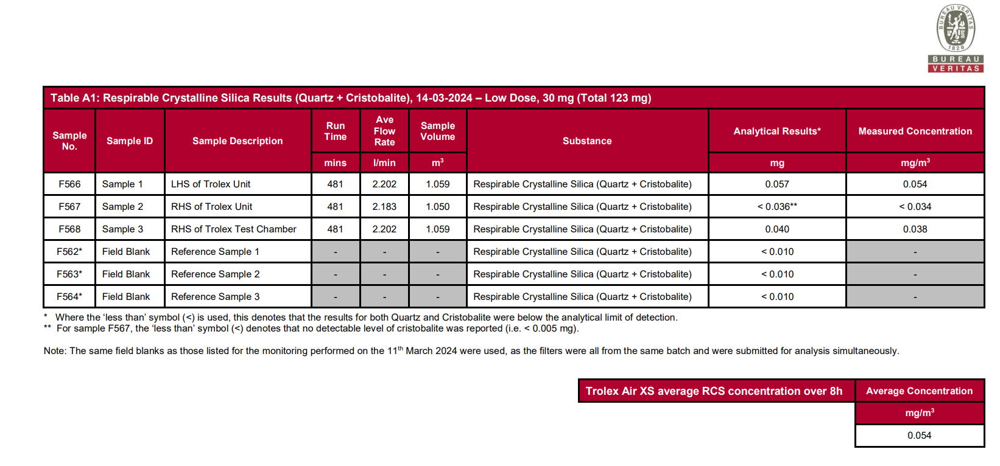 BUREAU VERITAS
1828
BUREAU
VERITAS
Table A1: Respirable Crystalline Silica Results (Quartz + Cristobalite), 14-03-2024 – Low Dose, 30 mg (Total 123 mg)
Sample No. Sample ID Sample Description Run Time Ave Flow Rate Sample Volume Substance Analytical Results* Measured Concentration
mins l/min m³ mg mg/m³
F566 Sample 1 LHS of Trolex Unit 481 2.202 1.059 Respirable Crystalline Silica (Quartz + Cristobalite) 0.057 0.054
F567 Sample 2 RHS of Trolex Unit 481 2.183 1.050 Respirable Crystalline Silica (Quartz + Cristobalite) < 0.036** < 0.034
F568 Sample 3 RHS of Trolex Test Chamber 481 2.202 1.059 Respirable Crystalline Silica (Quartz + Cristobalite) 0.040 0.038
F562* Field Blank Reference Sample 1 - - - Respirable Crystalline Silica (Quartz + Cristobalite) < 0.010 -
F563* Field Blank Reference Sample 2 - - - Respirable Crystalline Silica (Quartz + Cristobalite) < 0.010 -
F564* Field Blank Reference Sample 3 - - - Respirable Crystalline Silica (Quartz + Cristobalite) < 0.010 -
* Where the ‘less than’ symbol (<) is used, this denotes that the results for both Quartz and Cristobalite were below the analytical limit of detection.
** For sample F567, the ‘less than’ symbol (<) denotes that no detectable level of cristobalite was reported (i.e. < 0.005 mg).
Note: The same field blanks as those listed for the monitoring performed on the 11th March 2024 were used, as the filters were all from the same batch and were submitted for analysis simultaneously.
Trolex Air XS average RCS concentration over 8h Average Concentration
mg/m³
0.054